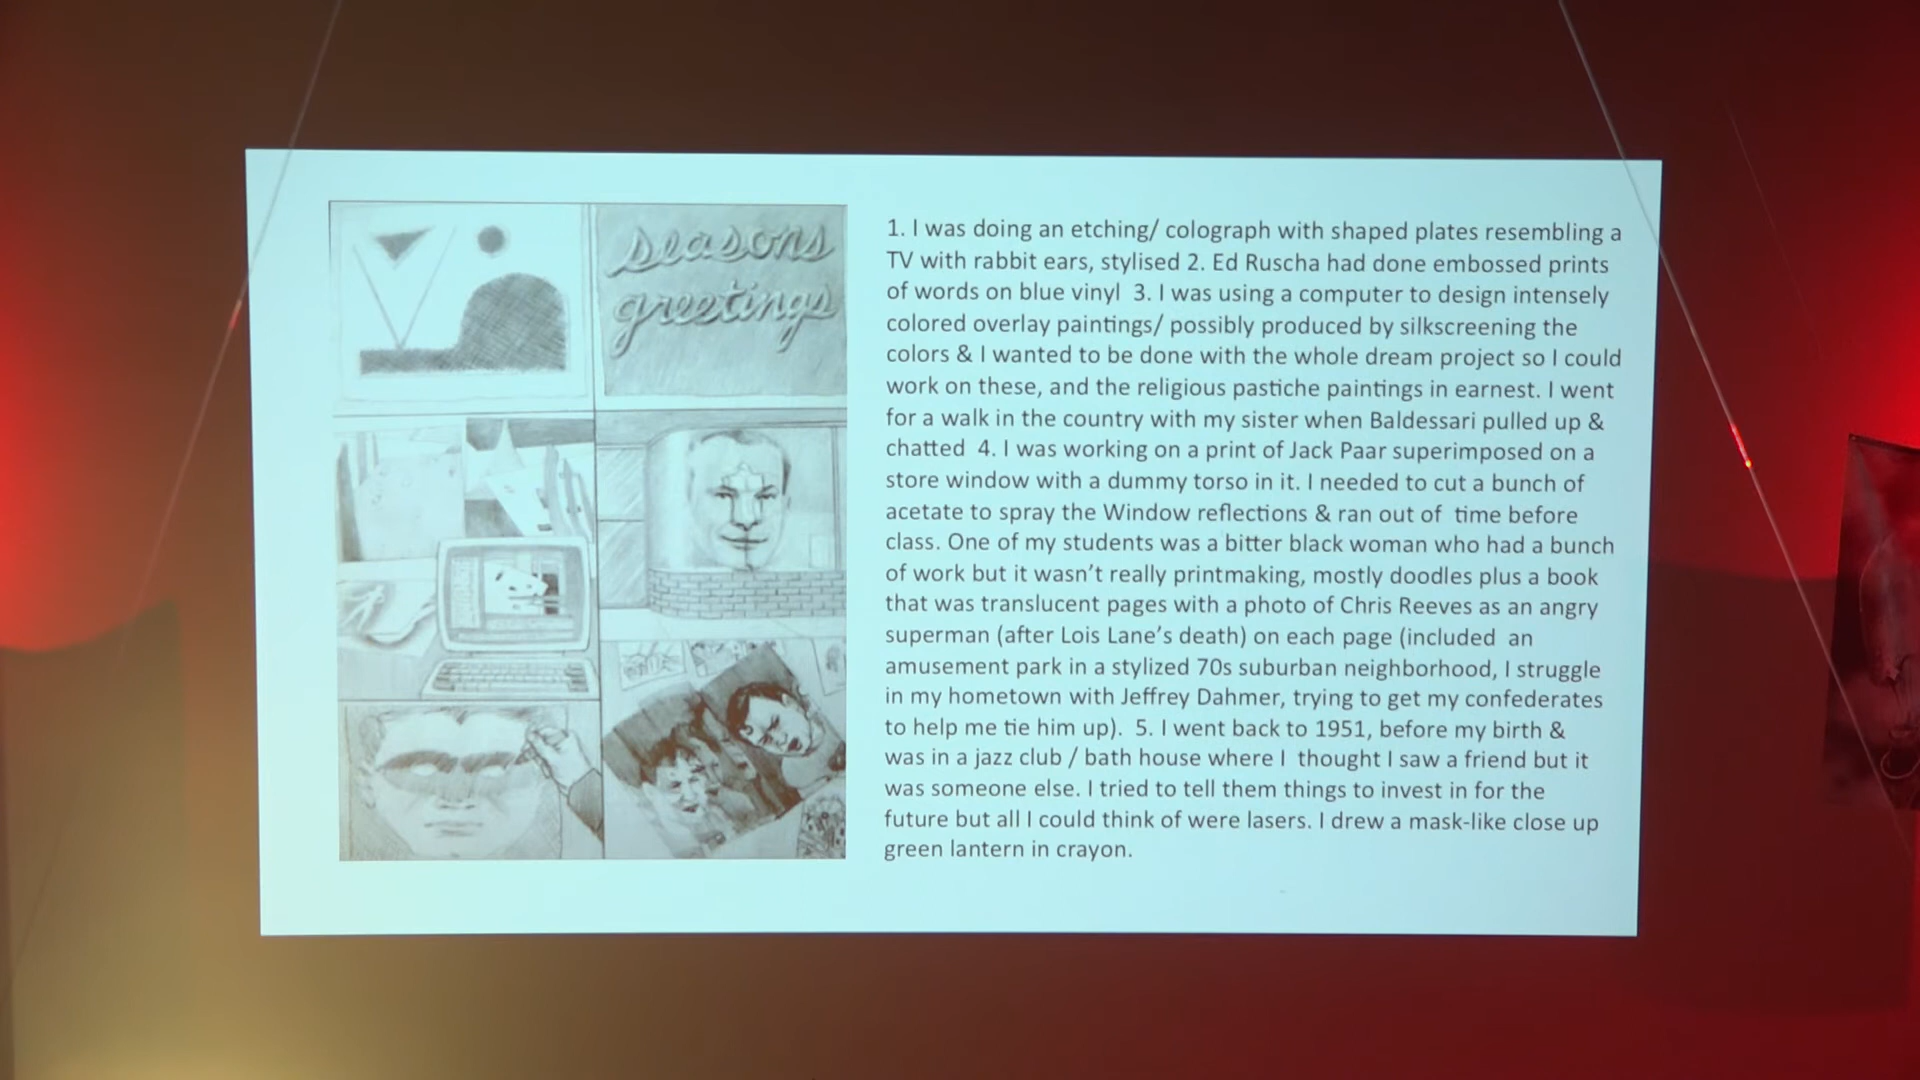 seasons
greetings
1. I was doing an etching/ colograph with shaped plates resembling a
TV with rabbit ears, stylised 2. Ed Ruscha had done embossed prints
of words on blue vinyl  3. I was using a computer to design intensely
colored overlay paintings/ possibly produced by silkscreening the
colors & I wanted to be done with the whole dream project so I could
work on these, and the religious pastiche paintings in earnest. I went
for a walk in the country with my sister when Baldessari pulled up &
chatted  4. I was working on a print of Jack Paar superimposed on a
store window with a dummy torso in it. I needed to cut a bunch of
acetate to spray the Window reflections & ran out of  time before
class. One of my students was a bitter black woman who had a bunch
of work but it wasn’t really printmaking, mostly doodles plus a book
that was translucent pages with a photo of Chris Reeves as an angry
superman (after Lois Lane’s death) on each page (included  an
amusement park in a stylized 70s suburban neighborhood, I struggle
in my hometown with Jeffrey Dahmer, trying to get my confederates
to help me tie him up).  5. I went back to 1951, before my birth &
was in a jazz club / bath house where I  thought I saw a friend but it
was someone else. I tried to tell them things to invest in for the
future but all I could think of were lasers. I drew a mask-like close up
green lantern in crayon.